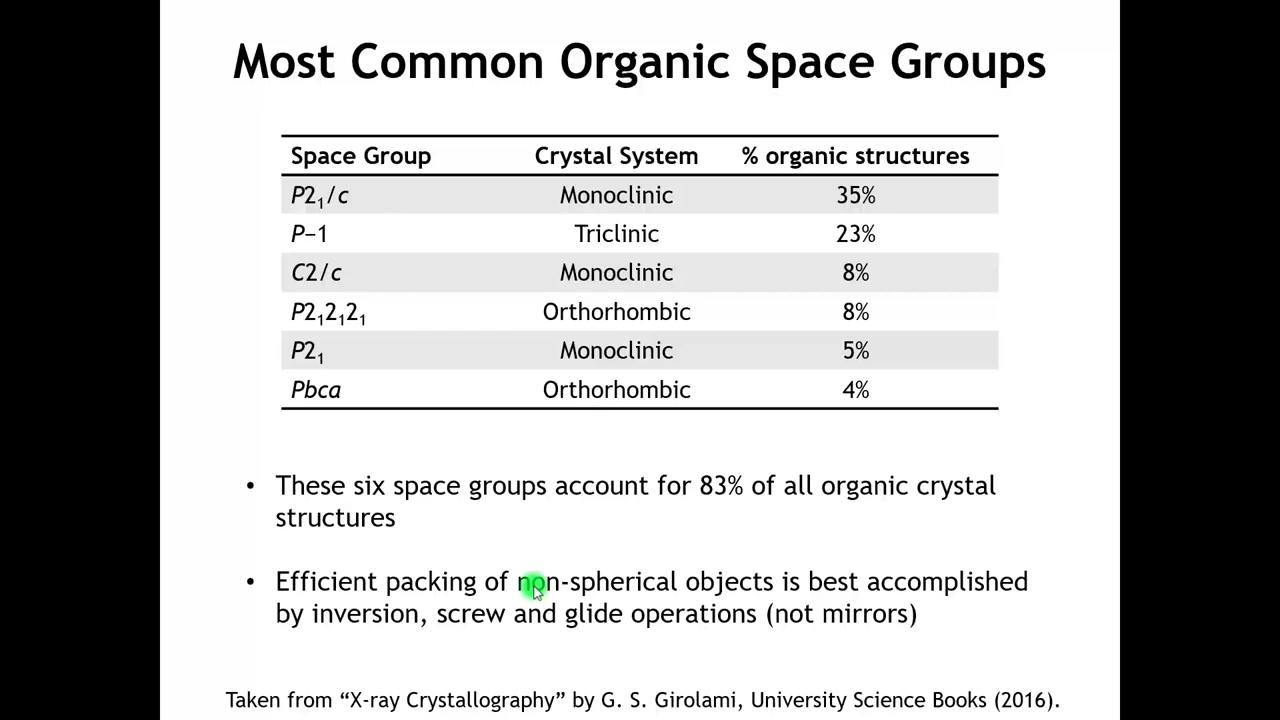 Most Common Organic Space Groups
Space Group Crystal System % organic structures
P2₁/c Monoclinic 35%
P−1 Triclinic 23%
C2/c Monoclinic 8%
P2₁2₁2₁ Orthorhombic 8%
P2₁ Monoclinic 5%
Pbca Orthorhombic 4%
• These six space groups account for 83% of all organic crystal
structures
• Efficient packing of non-spherical objects is best accomplished
by inversion, screw and glide operations (not mirrors)
Taken from “X-ray Crystallography” by G. S. Girolami, University Science Books (2016).